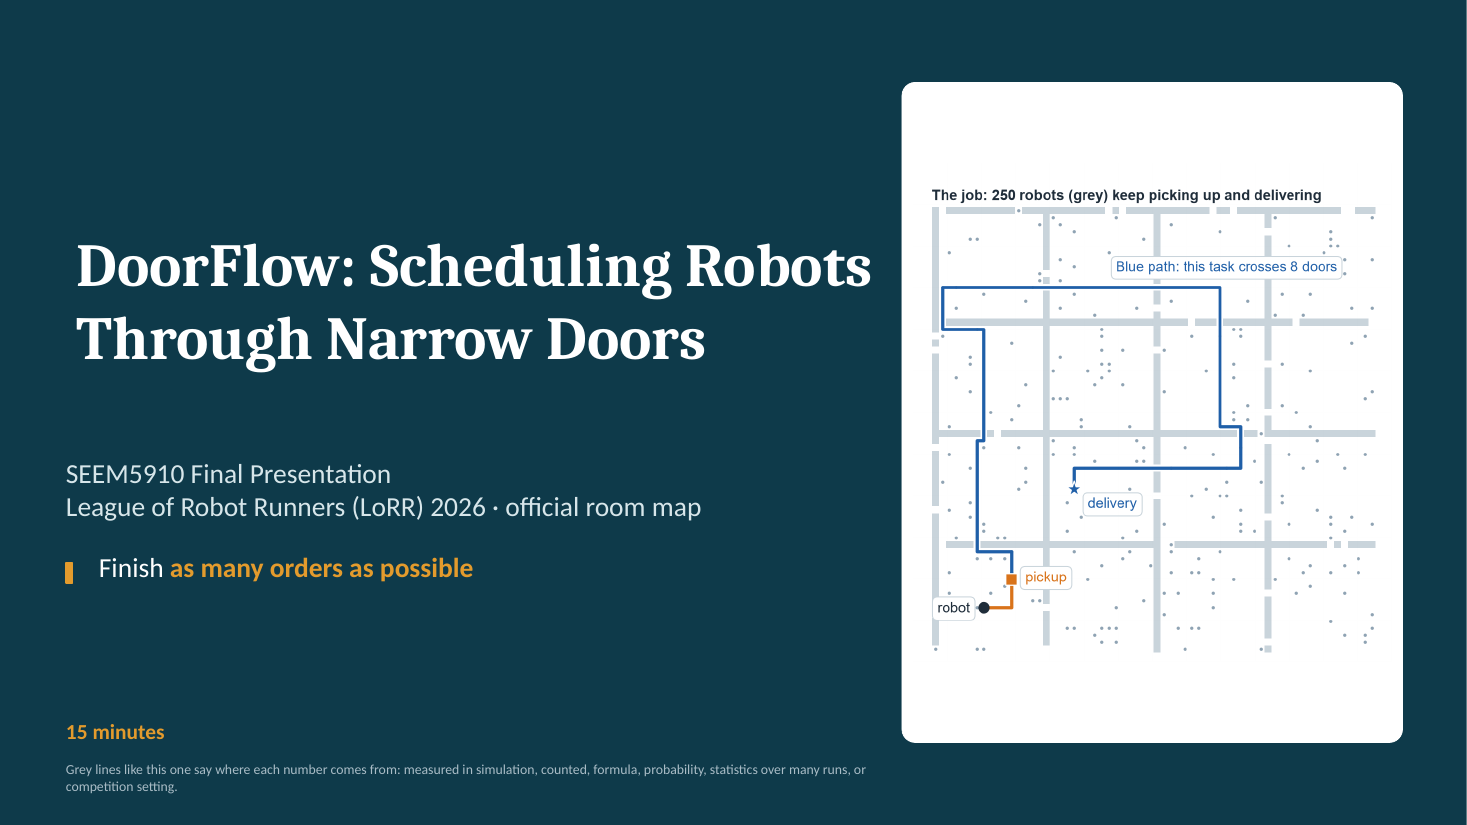 DoorFlow: Scheduling Robots
Through Narrow Doors
SEEM5910 Final Presentation
League of Robot Runners (LoRR) 2026 · official room map
Finish as many orders as possible
15 minutes
Grey lines like this one say where each number comes from: measured in simulation, counted, formula, probability, statistics over many runs, or
competition setting.
The job: 250 robots (grey) keep picking up and delivering
Blue path: this task crosses 8 doors
delivery
pickup
robot